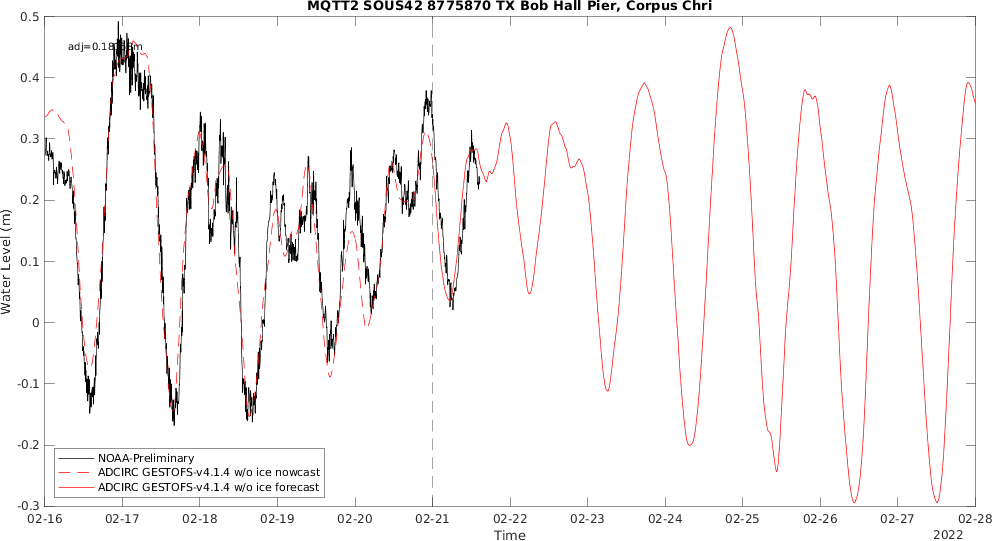 MQTT2 SOUS42 8775870 TX Bob Hall Pier, Corpus Chri
0.5
0.4
0.3
0.2
0.1
0
-0.1
-0.2
-0.3
Water Level (m)
NOAA-Preliminary
ADCIRC GESTOFS-v4.1.4 w/o ice nowcast
ADCIRC GESTOFS-v4.1.4 w/o ice forecast
02-16 02-17 02-18 02-19 02-20 02-21 02-22 02-23 02-24 02-25 02-26 02-27 02-28
Time
2022